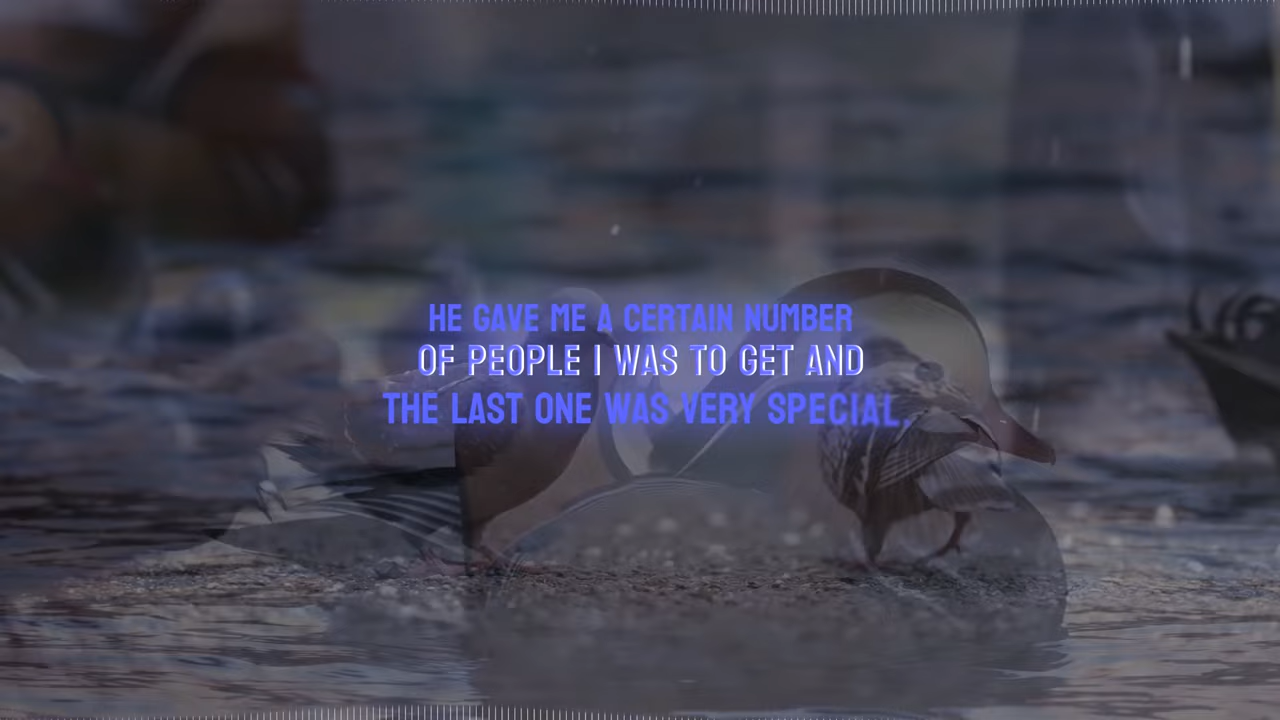 HE GAVE ME A CERTAIN NUMBER
OF PEOPLE I WAS TO GET AND
THE LAST ONE WAS VERY SPECIAL.